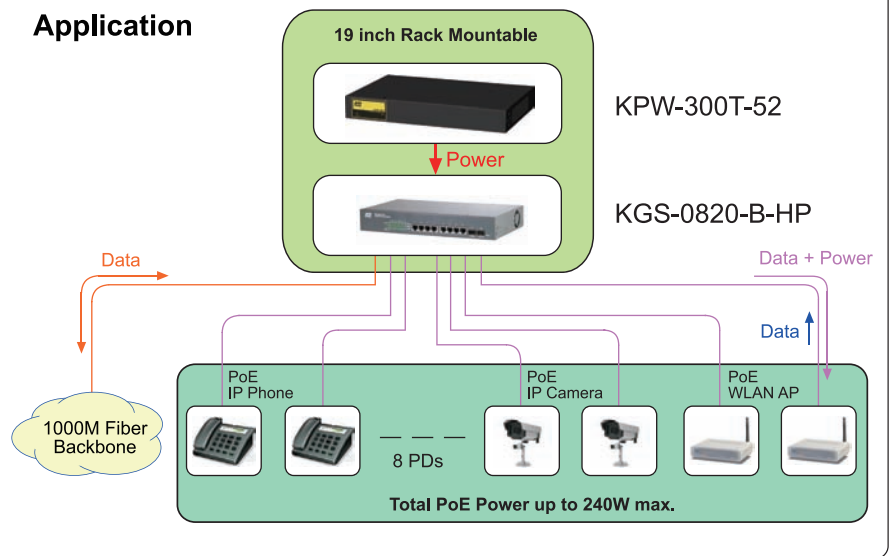 Application
19 inch Rack Mountable
KPW-300T-52
Power
KGS-0820-B-HP
Data
Data + Power
Data
PoE
IP Phone
PoE
IP Camera
PoE
WLAN AP
1000M Fiber
Backbone
8 PDs
Total PoE Power up to 240W max.